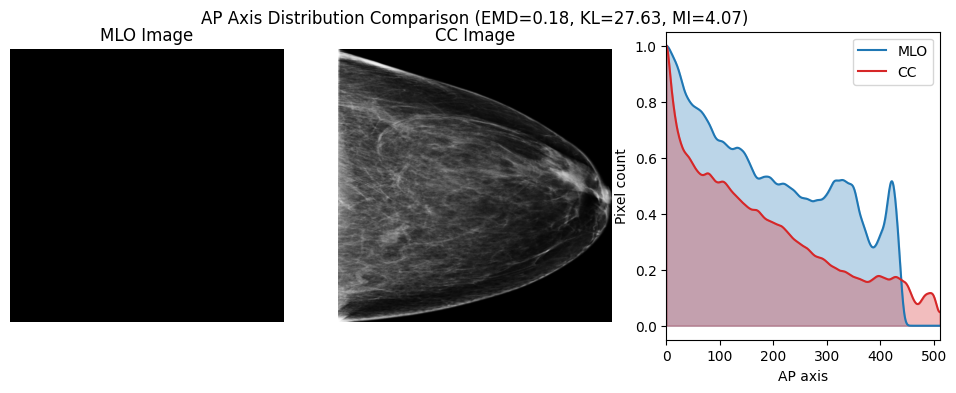 AP Axis Distribution Comparison (EMD=0.18, KL=27.63, MI=4.07)
MLO Image
CC Image
MLO
CC
1.0
0.8
0.6
0.4
0.2
0.0
Pixel count
0 100 200 300 400 500
AP axis